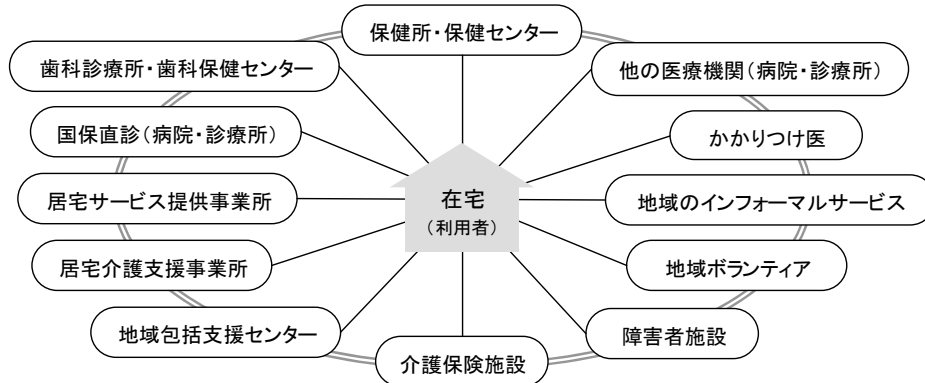 保健所・保健センター
歯科診療所・歯科保健センター
他の医療機関（病院・診療所）
国保直診（病院・診療所）
かかりつけ医
居宅サービス提供事業所
在宅
（利用者）
地域のインフォーマルサービス
居宅介護支援事業所
地域ボランティア
地域包括支援センター
障害者施設
介護保険施設